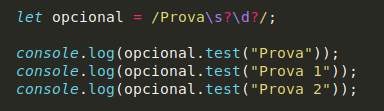 let opcional = /Prova\s?\d?/;
console.log(opcional.test("Prova"));
console.log(opcional.test("Prova 1"));
console.log(opcional.test("Prova 2"));